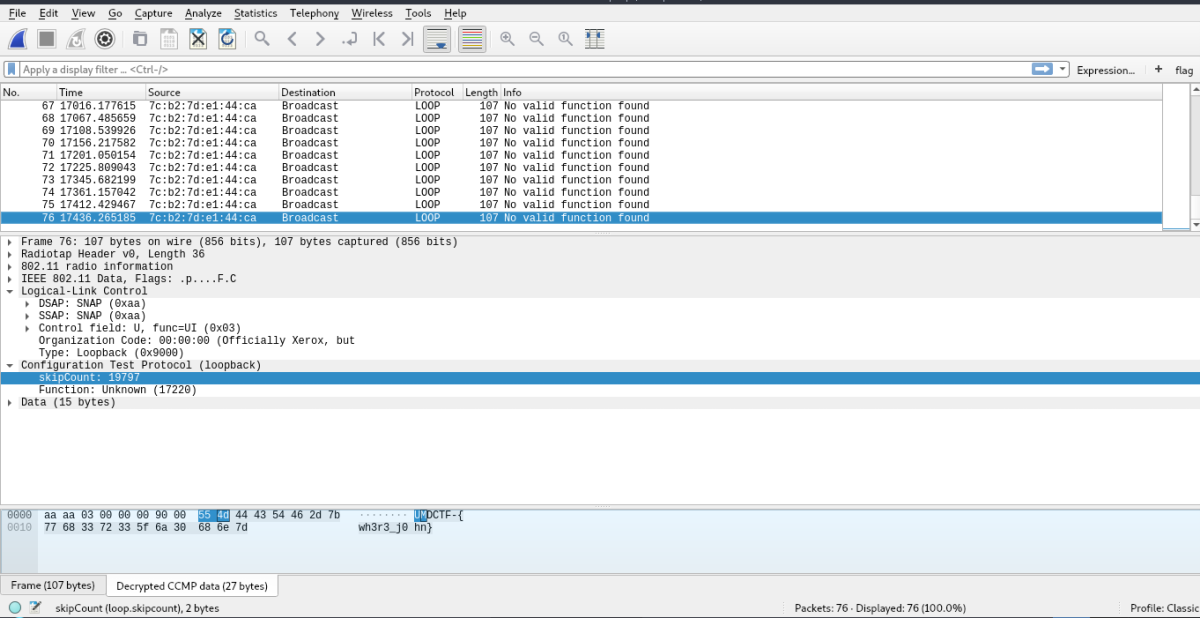 File Edit View Go Capture Analyze Statistics Telephony Wireless Tools Help
Apply a display filter ... <Ctrl-/> Expression... + flag
No. Time Source Destination Protocol Length Info
67 17016.177615 7c:b2:7d:e1:44:ca Broadcast LOOP 107 No valid function found
68 17067.485659 7c:b2:7d:e1:44:ca Broadcast LOOP 107 No valid function found
69 17108.539926 7c:b2:7d:e1:44:ca Broadcast LOOP 107 No valid function found
70 17156.217582 7c:b2:7d:e1:44:ca Broadcast LOOP 107 No valid function found
71 17201.050154 7c:b2:7d:e1:44:ca Broadcast LOOP 107 No valid function found
72 17225.809043 7c:b2:7d:e1:44:ca Broadcast LOOP 107 No valid function found
73 17345.682199 7c:b2:7d:e1:44:ca Broadcast LOOP 107 No valid function found
74 17361.157042 7c:b2:7d:e1:44:ca Broadcast LOOP 107 No valid function found
75 17412.429467 7c:b2:7d:e1:44:ca Broadcast LOOP 107 No valid function found
76 17436.265185 7c:b2:7d:e1:44:ca Broadcast LOOP 107 No valid function found
Frame 76: 107 bytes on wire (856 bits), 107 bytes captured (856 bits)
Radiotap Header v0, Length 36
802.11 radio information
IEEE 802.11 Data, Flags: .p....F.C
Logical-Link Control
DSAP: SNAP (0xaa)
SSAP: SNAP (0xaa)
Control field: U, func=UI (0x03)
Organization Code: 00:00:00 (Officially Xerox, but
Type: Loopback (0x9000)
Configuration Test Protocol (loopback)
skipCount: 19797
Function: Unknown (17220)
Data (15 bytes)
0000 aa aa 03 00 00 00 90 00 55 4d 44 43 54 46 2d 7b ········ UMDCTF-{
0010 77 68 33 72 33 5f 6a 30 68 6e 7d wh3r3_j0 hn}
Frame (107 bytes) Decrypted CCMP data (27 bytes)
skipCount (loop.skipcount), 2 bytes Packets: 76 · Displayed: 76 (100.0%) Profile: Classic